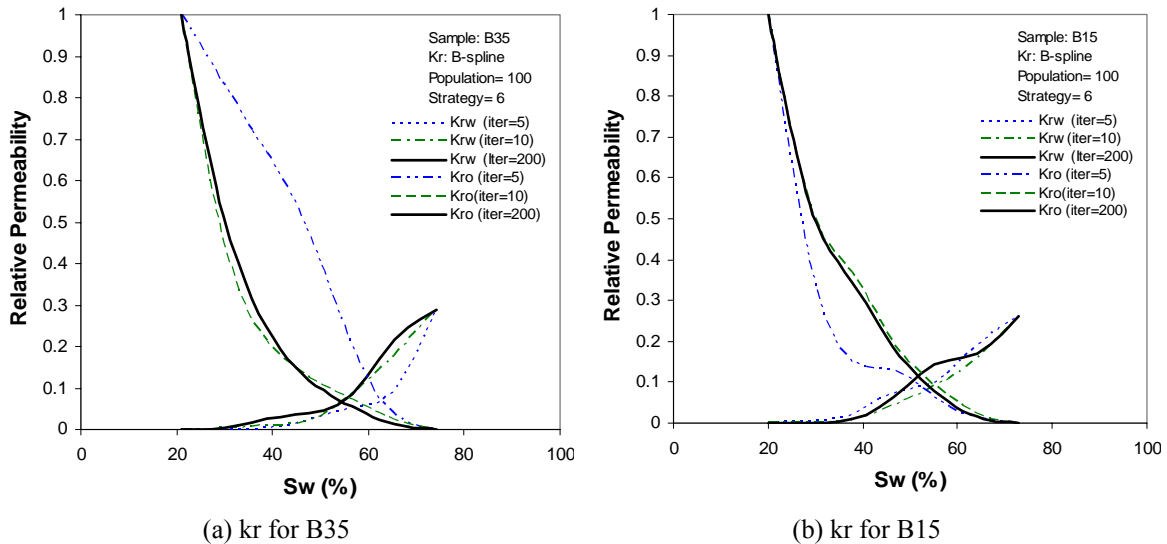 Relative Permeability
1
0.9
0.8
0.7
0.6
0.5
0.4
0.3
0.2
0.1
0
0 20 40 60 80 100
Sw (%)
Sample: B35
Kr: B-spline
Population= 100
Strategy= 6
Krw (iter=5)
Krw (iter=10)
Krw (Iter=200)
Kro (iter=5)
Kro(iter=10)
Kro (iter=200)
(a) kr for B35
Relative Permeability
1
0.9
0.8
0.7
0.6
0.5
0.4
0.3
0.2
0.1
0
0 20 40 60 80 100
Sw (%)
Sample: B15
Kr: B-spline
Population= 100
Strategy= 6
Krw (iter=5)
Krw (iter=10)
Krw (Iter=200)
Kro (iter=5)
Kro(iter=10)
Kro (iter=200)
(b) kr for B15